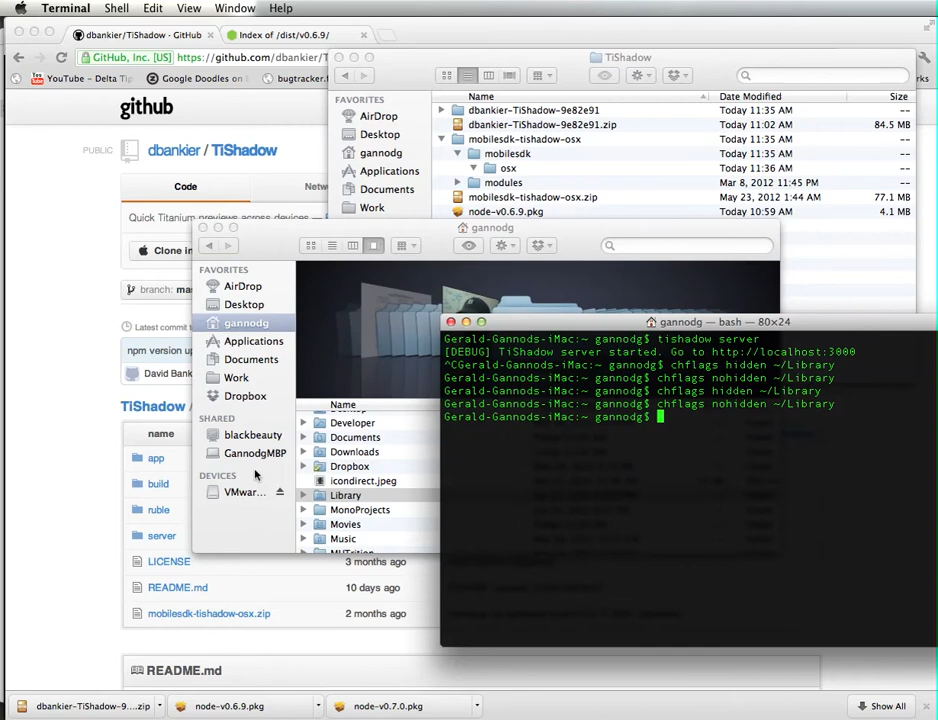 Terminal Shell Edit View Window Help
dbankier/TiShadow · GitHub
Index of /dist/v0.6.9/
GitHub, Inc. [US] https://github.com/dbankier/T
YouTube - Delta Tip
Google Doodles on
bugtracker.f
rks
github
PUBLIC dbankier / TiShadow
Code Netw
Quick Titanium previews across devices
Clone in
branch: mas
Latest commit to
npm version up
David Bank
TiShadow /
name
app
build
ruble
server
LICENSE 3 months ago
README.md 10 days ago
mobilesdk-tishadow-osx.zip 2 months ago
README.md
TiShadow
FAVORITES
AirDrop
Desktop
gannodg
Applications
Documents
Work
Name Date Modified Size
dbankier-TiShadow-9e82e91 Today 11:35 AM --
dbankier-TiShadow-9e82e91.zip Today 11:02 AM 84.5 MB
mobilesdk-tishadow-osx Today 11:35 AM --
mobilesdk Today 11:35 AM --
osx Today 11:36 AM --
modules Mar 8, 2012 11:45 PM --
mobilesdk-tishadow-osx.zip May 23, 2012 1:44 AM 77.1 MB
node-v0.6.9.pkg Today 10:59 AM 4.1 MB
gannodg
FAVORITES
AirDrop
Desktop
gannodg
Applications
Documents
Work
Dropbox
SHARED
blackbeauty
GannodgMBP
DEVICES
VMwar...
Name
Developer
Documents
Downloads
Dropbox
icondirect.jpeg
Library
MonoProjects
Movies
Music
MUTrition
gannodg — bash — 80×24
Gerald-Gannods-iMac:~ gannodg$ tishadow server
[DEBUG] TiShadow server started. Go to http://localhost:3000
^CGerald-Gannods-iMac:~ gannodg$ chflags hidden ~/Library
Gerald-Gannods-iMac:~ gannodg$ chflags nohidden ~/Library
Gerald-Gannods-iMac:~ gannodg$ chflags hidden ~/Library
Gerald-Gannods-iMac:~ gannodg$ chflags nohidden ~/Library
Gerald-Gannods-iMac:~ gannodg$
dbankier-TiShadow-9....zip
node-v0.6.9.pkg
node-v0.7.0.pkg
Show All